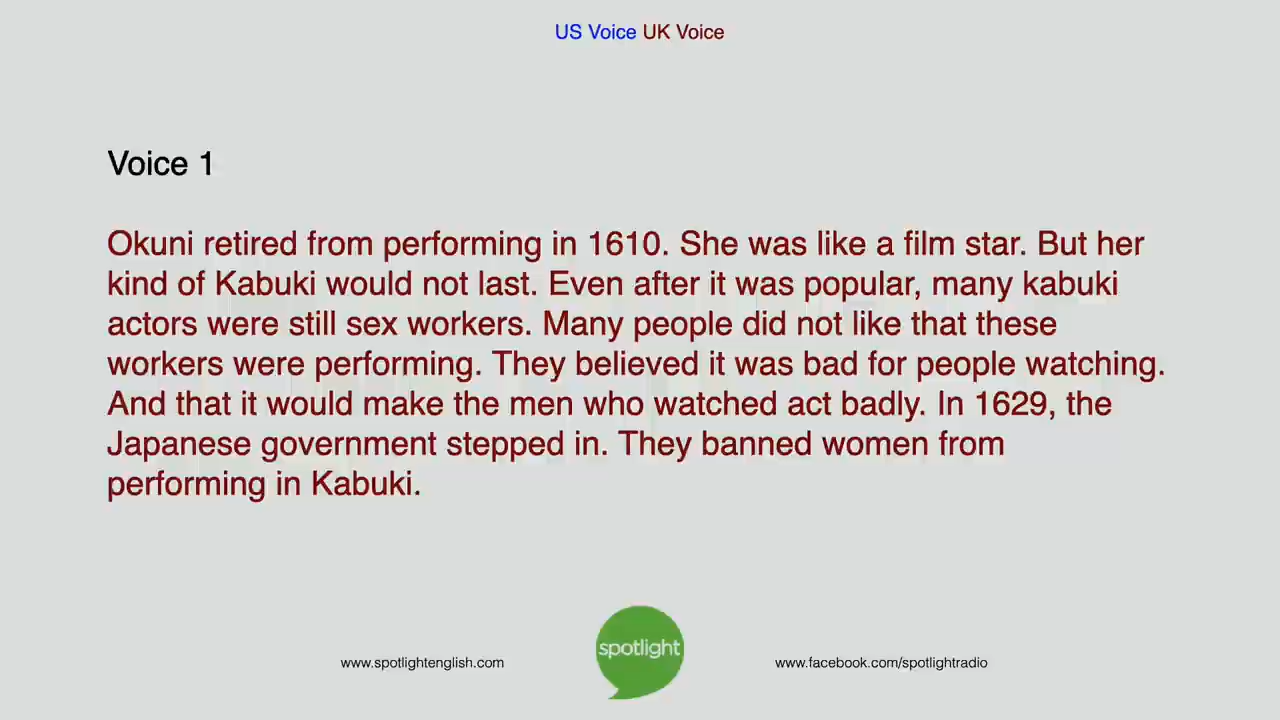 US Voice UK Voice
Voice 1
Okuni retired from performing in 1610. She was like a film star. But her
kind of Kabuki would not last. Even after it was popular, many kabuki
actors were still sex workers. Many people did not like that these
workers were performing. They believed it was bad for people watching.
And that it would make the men who watched act badly. In 1629, the
Japanese government stepped in. They banned women from
performing in Kabuki.
spotlight
www.spotlightenglish.com
www.facebook.com/spotlightradio